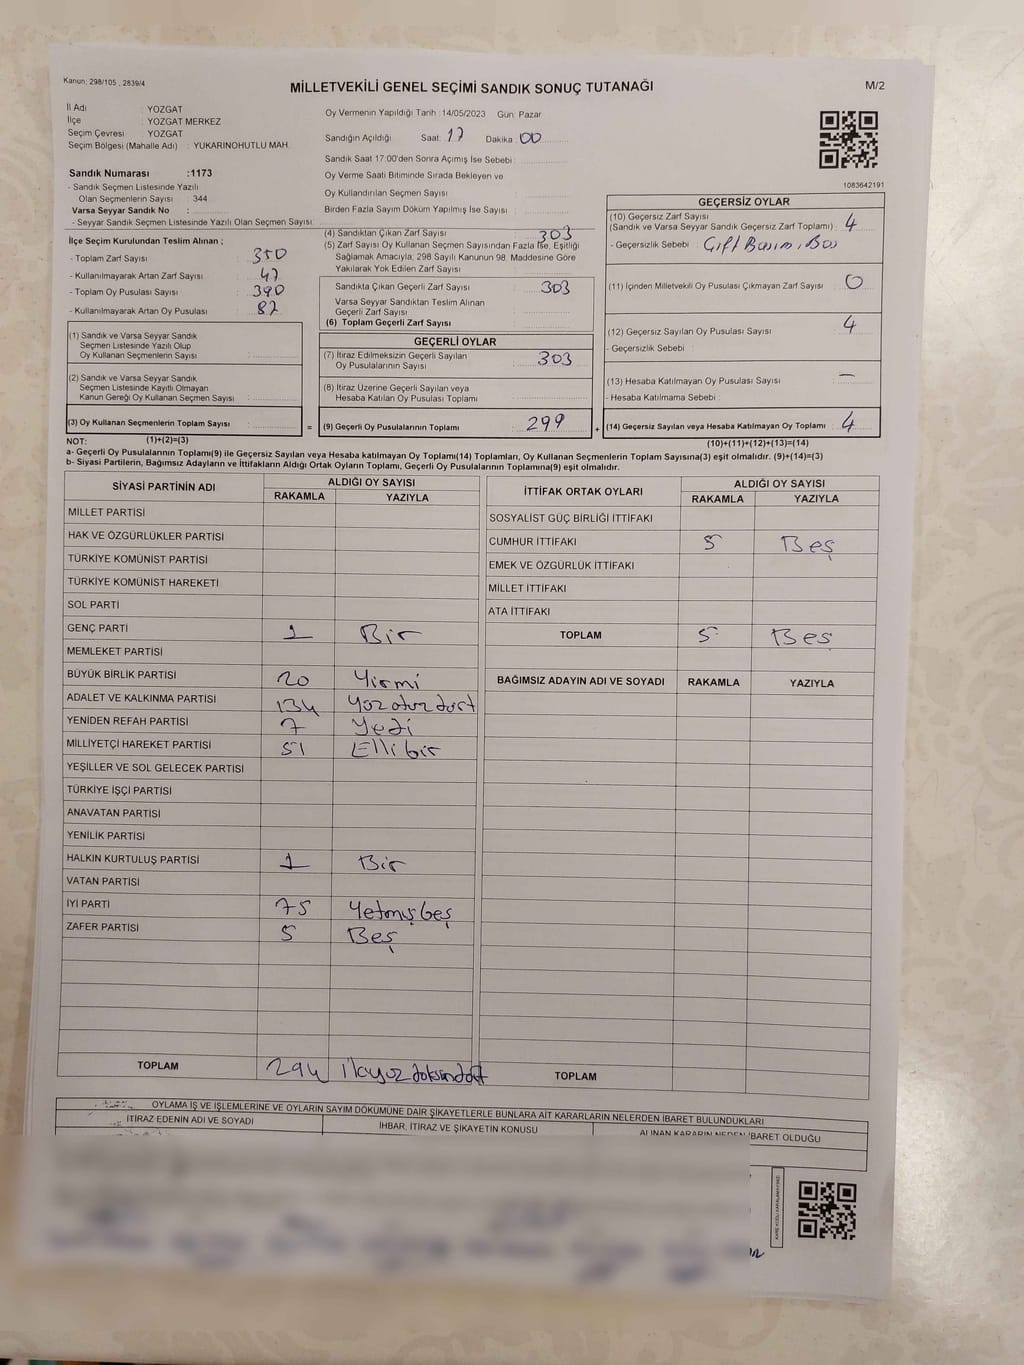 Kanun; 298/105 , 2839/4
MİLLETVEKİLİ GENEL SEÇİMİ SANDIK SONUÇ TUTANAĞI
M/2
İl Adı : YOZGAT
İlçe : YOZGAT MERKEZ
Seçim Çevresi : YOZGAT
Seçim Bölgesi (Mahalle Adı) : YUKARINOHUTLU MAH.
Oy Vermenin Yapıldığı Tarih : 14/05/2023 Gün: Pazar
Sandığın Açıldığı Saat: 17 Dakika: 00
Sandık Saat 17:00'den Sonra Açımış İse Sebebi :
Oy Verme Saati Bitiminde Sırada Bekleyen ve
Oy Kullandırılan Seçmen Sayısı :
Birden Fazla Sayım Döküm Yapılmış İse Sayısı :
1083642191
Sandık Numarası :1173
- Sandık Seçmen Listesinde Yazılı
Olan Seçmenlerin Sayısı : 344
Varsa Seyyar Sandık No :
- Seyyar Sandık Seçmen Listesinde Yazılı Olan Seçmen Sayısı:
İlçe Seçim Kurulundan Teslim Alınan ;
- Toplam Zarf Sayısı : 350
- Kullanılmayarak Artan Zarf Sayısı : 47
- Toplam Oy Pusulası Sayısı : 390
- Kullanılmayarak Artan Oy Pusulası : 87
(1) Sandık ve Varsa Seyyar Sandık
Seçmen Listesinde Yazılı Olup
Oy Kullanan Seçmenlerin Sayısı :
(2) Sandık ve Varsa Seyyar Sandık
Seçmen Listesinde Kayıtlı Olmayan
Kanun Gereği Oy Kullanan Seçmen Sayısı :
(3) Oy Kullanan Seçmenlerin Toplam Sayısı :
(4) Sandıktan Çıkan Zarf Sayısı : 303
(5) Zarf Sayısı Oy Kullanan Seçmen Sayısından Fazla İse, Eşitliği
Sağlamak Amacıyla, 298 Sayılı Kanunun 98. Maddesine Göre
Yakılarak Yok Edilen Zarf Sayısı :
Sandıkta Çıkan Geçerli Zarf Sayısı : 303
Varsa Seyyar Sandıktan Teslim Alınan
Geçerli Zarf Sayısı :
(6) Toplam Geçerli Zarf Sayısı :
GEÇERLİ OYLAR
(7) İtiraz Edilmeksizin Geçerli Sayılan
Oy Pusulalarının Sayısı : 303
(8) İtiraz Üzerine Geçerli Sayılan veya
Hesaba Katılan Oy Pusulası Toplamı :
= (9) Geçerli Oy Pusulalarının Toplamı : 299
GEÇERSİZ OYLAR
(10) Geçersiz Zarf Sayısı
(Sandık ve Varsa Seyyar Sandık Geçersiz Zarf Toplamı) : 4
- Geçersizlik Sebebi :
(11) İçinden Milletvekili Oy Pusulası Çıkmayan Zarf Sayısı : 0
(12) Geçersiz Sayılan Oy Pusulası Sayısı : 4
- Geçersizlik Sebebi :
(13) Hesaba Katılmayan Oy Pusulası Sayısı : —
- Hesaba Katılmama Sebebi :
+ (14) Geçersiz Sayılan veya Hesaba Katılmayan Oy Toplamı : 4
NOT: (1)+(2)=(3)
(10)+(11)+(12)+(13)=(14)
a- Geçerli Oy Pusulalarının Toplamı(9) ile Geçersiz Sayılan veya Hesaba katılmayan Oy Toplamı(14) Toplamları, Oy Kullanan Seçmenlerin Toplam Sayısına(3) eşit olmalıdır. (9)+(14)=(3)
b- Siyasi Partilerin, Bağımsız Adayların ve İttifakların Aldığı Ortak Oyların Toplamı, Geçerli Oy Pusulalarının Toplamına(9) eşit olmalıdır.
SİYASİ PARTİNİN ADI
ALDIĞI OY SAYISI
RAKAMLA YAZIYLA
MİLLET PARTİSİ
HAK VE ÖZGÜRLÜKLER PARTİSİ
TÜRKİYE KOMÜNİST PARTİSİ
TÜRKİYE KOMÜNİST HAREKETİ
SOL PARTİ
GENÇ PARTİ 1 Bir
MEMLEKET PARTİSİ
BÜYÜK BİRLİK PARTİSİ 20 Yirmi
ADALET VE KALKINMA PARTİSİ 134 Yüzotuzdört
YENİDEN REFAH PARTİSİ 7 Yedi
MİLLİYETÇİ HAREKET PARTİSİ 51 Ellibir
YEŞİLLER VE SOL GELECEK PARTİSİ
TÜRKİYE İŞÇİ PARTİSİ
ANAVATAN PARTİSİ
YENİLİK PARTİSİ
HALKIN KURTULUŞ PARTİSİ 1 Bir
VATAN PARTİSİ
İYİ PARTİ 75 Yetmişbeş
ZAFER PARTİSİ 5 Beş
TOPLAM 294 ikiyüzdoksandört
İTTİFAK ORTAK OYLARI
ALDIĞI OY SAYISI
RAKAMLA YAZIYLA
SOSYALİST GÜÇ BİRLİĞİ İTTİFAKI
CUMHUR İTTİFAKI 5 Beş
EMEK VE ÖZGÜRLÜK İTTİFAKI
MİLLET İTTİFAKI
ATA İTTİFAKI
TOPLAM 5 Beş
BAĞIMSIZ ADAYIN ADI VE SOYADI RAKAMLA YAZIYLA
TOPLAM
OYLAMA İŞ VE İŞLEMLERİNE VE OYLARIN SAYIM DÖKÜMÜNE DAİR ŞİKAYETLERLE BUNLARA AİT KARARLARIN NELERDEN İBARET BULUNDUKLARI
İTİRAZ EDENİN ADI VE SOYADI
İHBAR, İTİRAZ VE ŞİKAYETİN KONUSU
ALINAN KARARIN NEDEN İBARET OLDUĞU